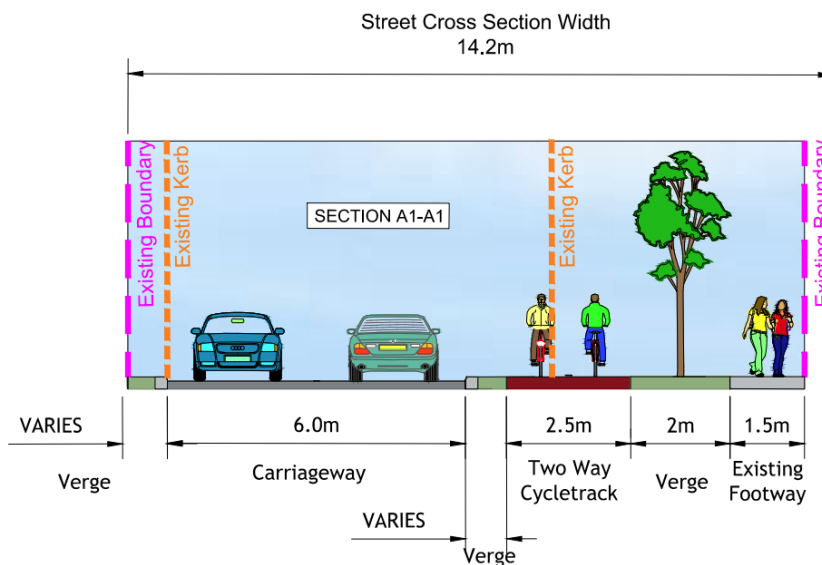 Street Cross Section Width
14.2m
Existing Boundary
Existing Kerb
SECTION A1-A1
Existing Kerb
Existing Boundary
VARIES
Verge
6.0m
Carriageway
VARIES
Verge
2.5m
Two Way
Cycletrack
2m
Verge
1.5m
Existing
Footway